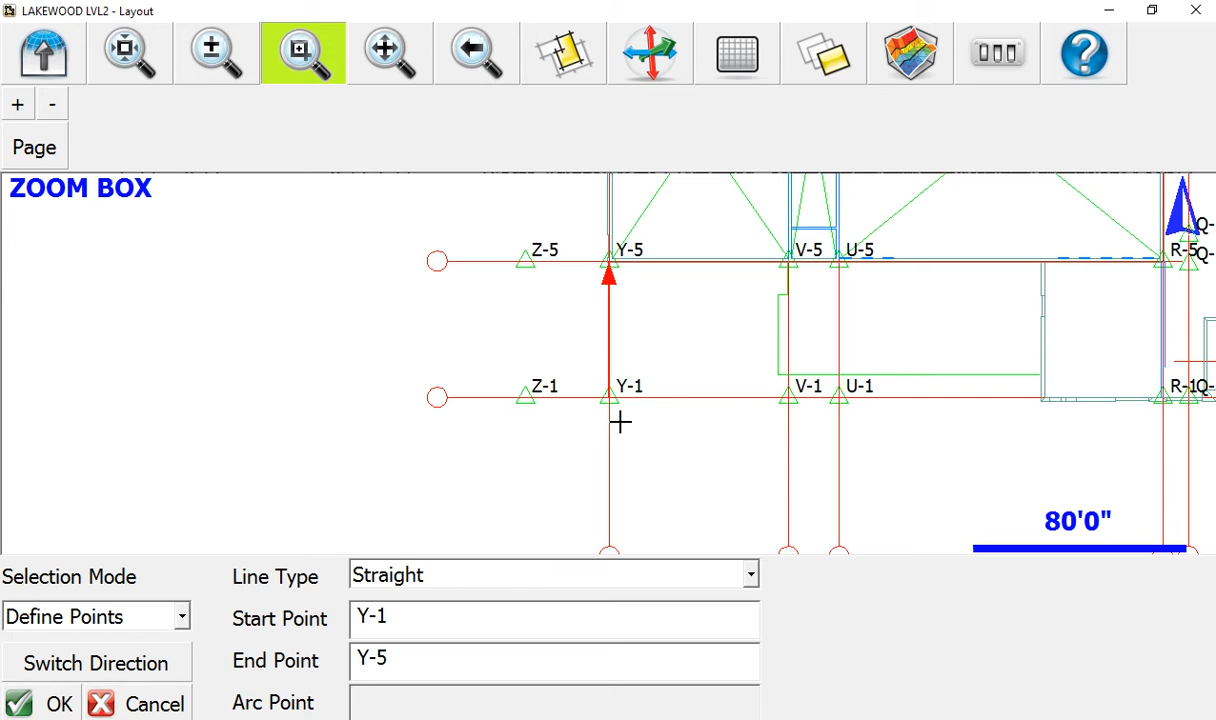 LAKEWOOD LVL2 - Layout
+ -
Page
ZOOM BOX
Z-5 Y-5 V-5 U-5 R-5 Q-
Q-
Z-1 Y-1 V-1 U-1 R-1 Q-
80'0"
Selection Mode
Define Points
Switch Direction
OK Cancel
Line Type Straight
Start Point Y-1
End Point Y-5
Arc Point